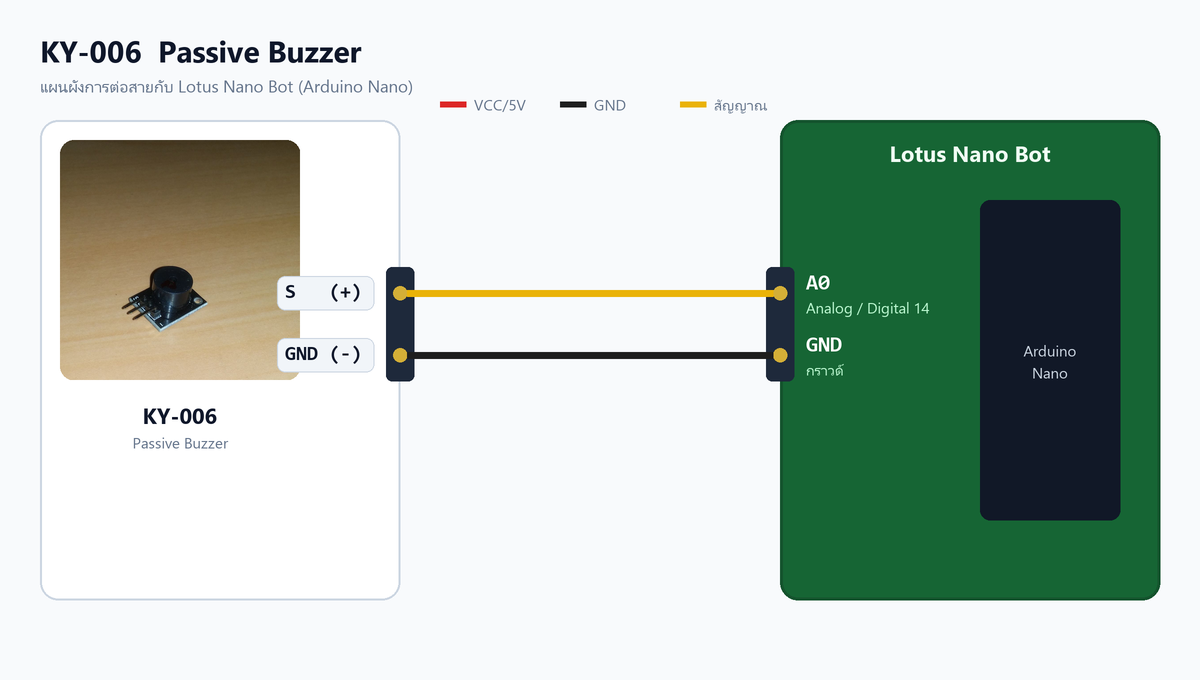 KY-006 Passive Buzzer
แผนผังการต่อสายกับ Lotus Nano Bot (Arduino Nano)
VCC/5V
GND
สัญญาณ
Lotus Nano Bot
S (+)
GND (-)
A0
Analog / Digital 14
GND
กราวด์
Arduino
Nano
KY-006
Passive Buzzer